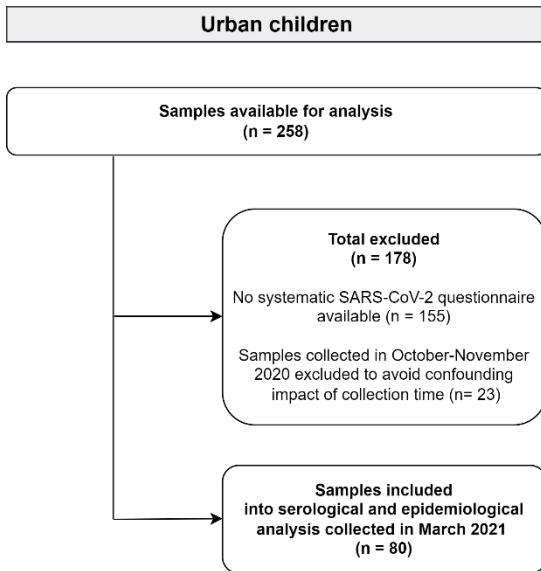 Urban children
Samples available for analysis
(n = 258)
Total excluded
(n = 178)
No systematic SARS-CoV-2 questionnaire
available (n = 155)
Samples collected in October-November
2020 excluded to avoid confounding
impact of collection time (n= 23)
Samples included
into serological and epidemiological
analysis collected in March 2021
(n = 80)